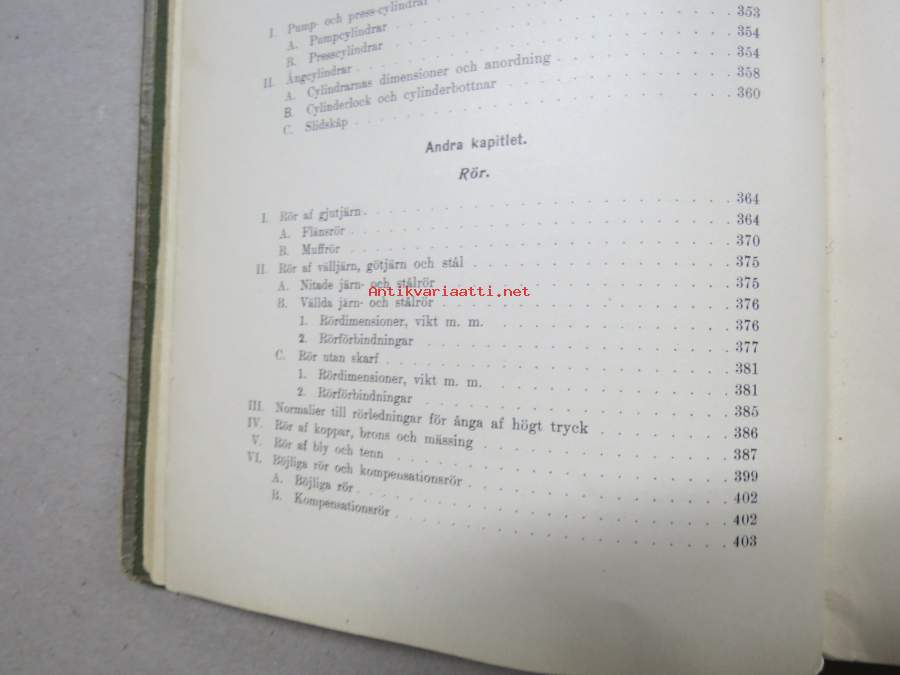 I. Pump- och press-cylindrar
A. Pumpcylindrar
B. Presscylindrar 353
II. Ångcylindrar 354
A. Cylindrarnas dimensioner och anordning 354
B. Cylinderlock och cylinderbottnar 358
C. Slidskåp 360
Andra kapitlet.
Rör.
I. Rör af gjutjärn 364
A. Flänsrör 364
B. Muffrör 370
II. Rör af välljärn, götjärn och stål 375
A. Nitade järn- och stålrör 375
Antikvariaatti.net
B. Vällda järn- och stålrör 376
1. Rördimensioner, vikt m. m. 376
2. Rörförbindningar 377
C. Rör utan skarf 381
1. Rördimensioner, vikt m. m. 381
2. Rörförbindningar 385
III. Normalier till rörledningar för ånga af högt tryck 386
IV. Rör af koppar, brons och mässing 387
V. Rör af bly och tenn 399
VI. Böjliga rör och kompensationsrör 402
A. Böjliga rör 402
B. Kompensationsrör 403